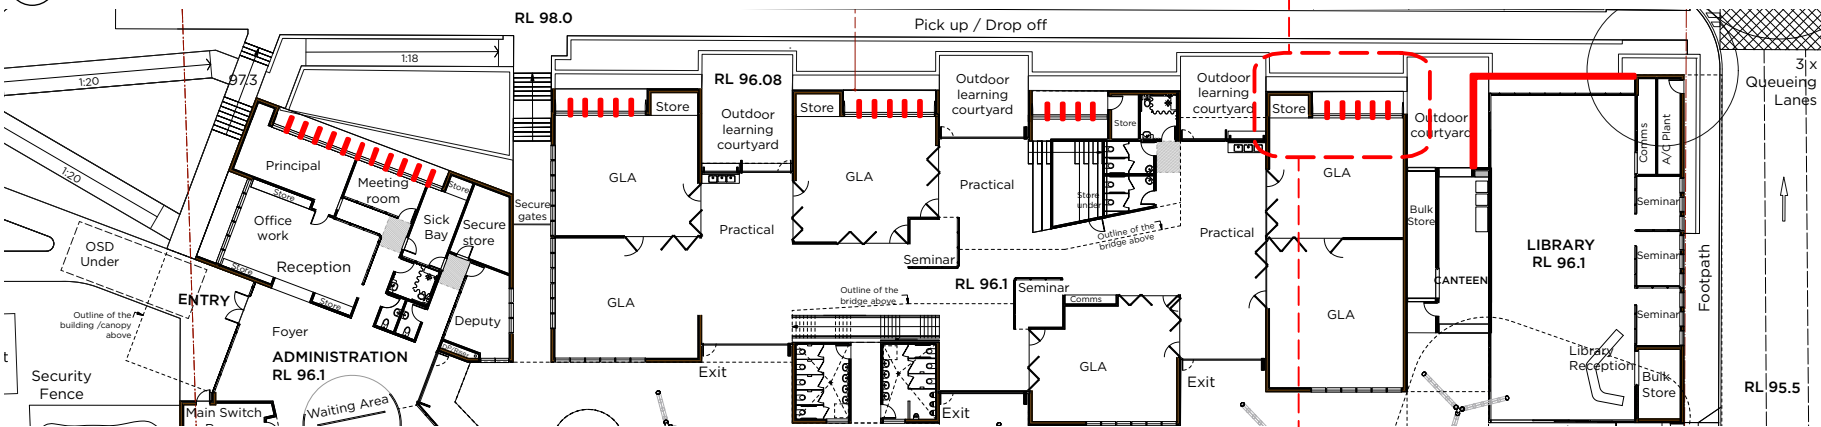 RL 98.0
Pick up / Drop off
1:18
1:20
97.3
RL 96.08
Outdoor
learning
courtyard
Outdoor
learning
courtyard
Outdoor
learning
courtyard
Outdoor
courtyard
3 x
Queueing
Lanes
Store
Store
Store
Store
Comms
A/C Plant
1:20
Principal
Meeting
room
Store
Store
Sick
Bay
Secure
store
Office
work
Store
Reception
Store
Deputy
Secure
gates
GLA
GLA
GLA
Practical
Practical
Store
under
Outline of the
bridge above
Practical
GLA
Bulk
Store
CANTEEN
LIBRARY
RL 96.1
Seminar
Seminar
Seminar
Footpath
OSD
Under
ENTRY
Outline of the
building /canopy
above
Foyer
ADMINISTRATION
RL 96.1
Seminar
RL 96.1
Seminar
Outline of the
bridge above
Comms
GLA
GLA
Library
Reception
Bulk
Store
RL 95.5
Security
Fence
Main Switch
Waiting Area
Exit
Exit
Exit
t